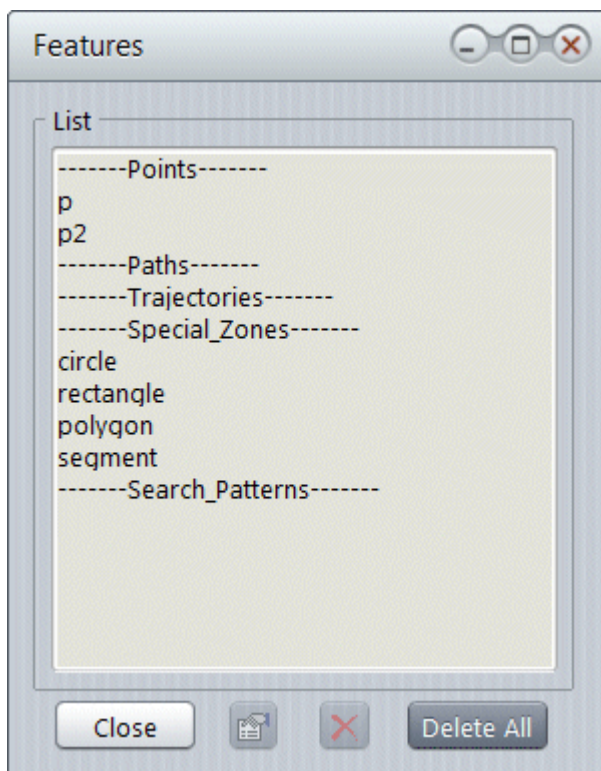 Features
List
-------Points-------
p
p2
-------Paths-------
-------Trajectories-------
-------Special_Zones-------
circle
rectangle
polygon
segment
-------Search_Patterns-------
Close
Delete All